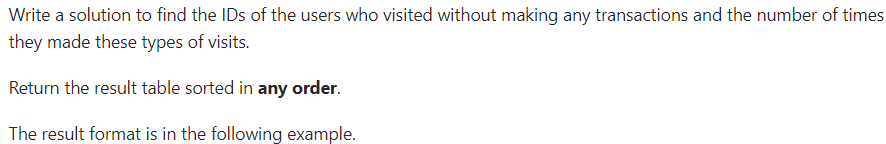 Write a solution to find the IDs of the users who visited without making any transactions and the number of times
they made these types of visits.
Return the result table sorted in any order.
The result format is in the following example.